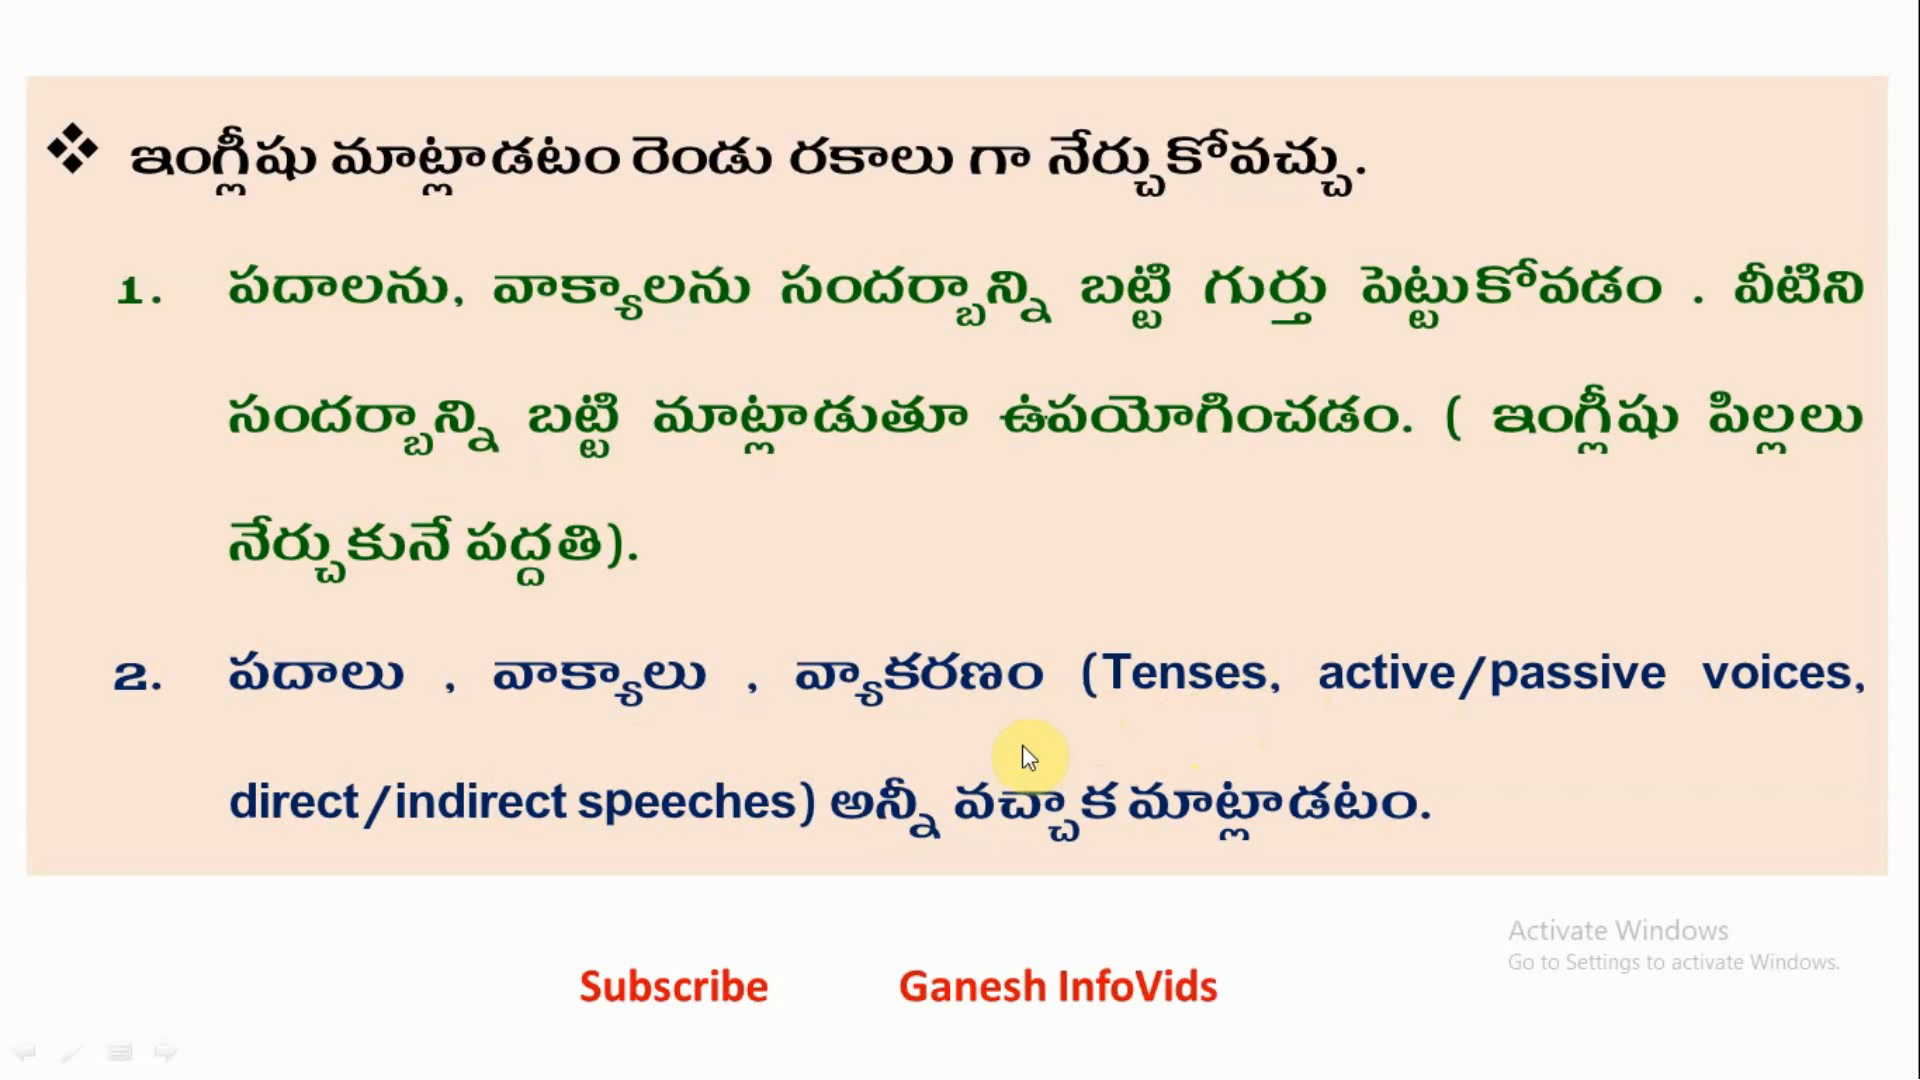 ❖ ఇంగ్లీషు మాట్లాడటం రెండు రకాలు గా నేర్చుకోవచ్చు.
1. పదాలను, వాక్యాలను సందర్బాన్ని బట్టి గుర్తు పెట్టుకోవడం . వీటిని
సందర్బాన్ని బట్టి మాట్లాడుతూ ఉపయోగించడం. ( ఇంగ్లీషు పిల్లలు
నేర్చుకునే పద్దతి).
2. పదాలు , వాక్యాలు , వ్యాకరణం (Tenses, active/passive voices,
direct/indirect speeches) అన్నీ వచ్చాక మాట్లాడటం.
Activate Windows
Go to Settings to activate Windows.
Subscribe Ganesh InfoVids